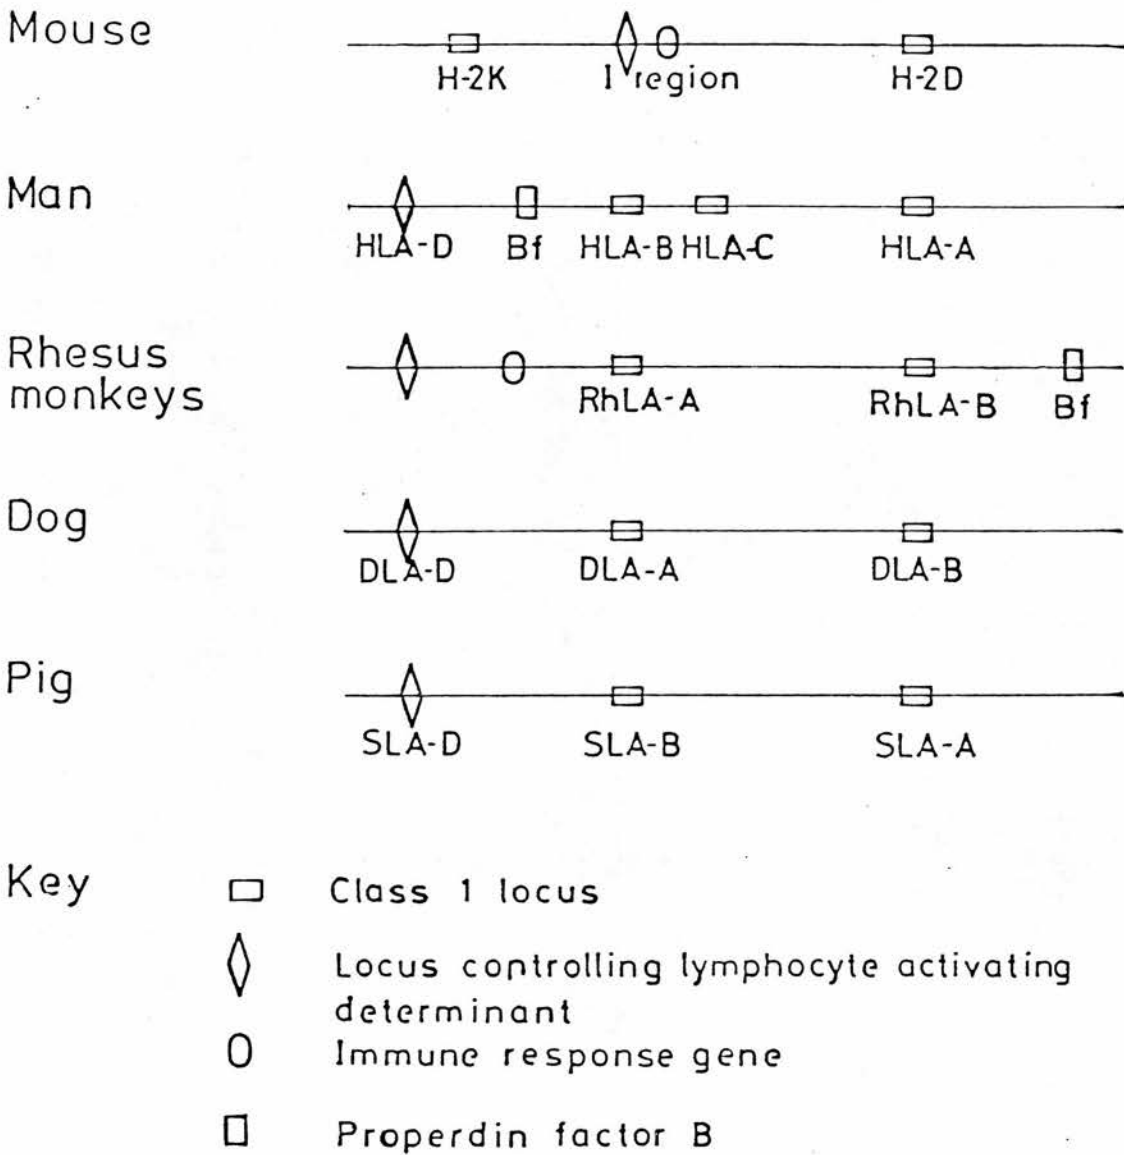 Mouse
H-2K I region H-2D
Man
HLA-D Bf HLA-B HLA-C HLA-A
Rhesus
monkeys
RhLA-A RhLA-B Bf
Dog
DLA-D DLA-A DLA-B
Pig
SLA-D SLA-B SLA-A
Key
Class 1 locus
Locus controlling lymphocyte activating
determinant
Immune response gene
Properdin factor B